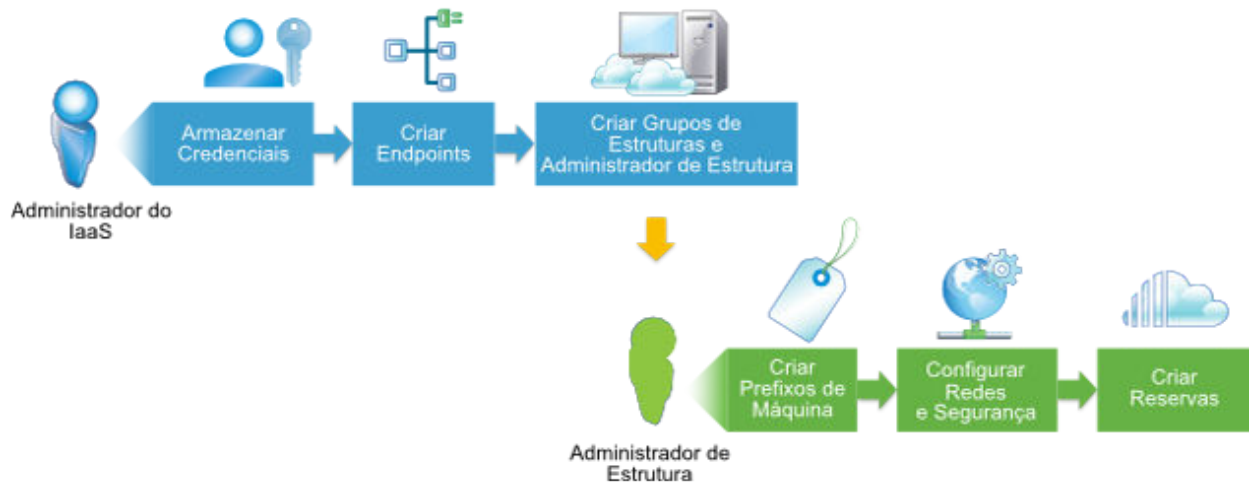 Administrador do
IaaS
Armazenar
Credenciais
Criar
Endpoints
Criar Grupos de
Estruturas e
Administrador de Estrutura
Administrador de
Estrutura
Criar
Prefixos de
Máquina
Configurar
Redes
e Segurança
Criar
Reservas